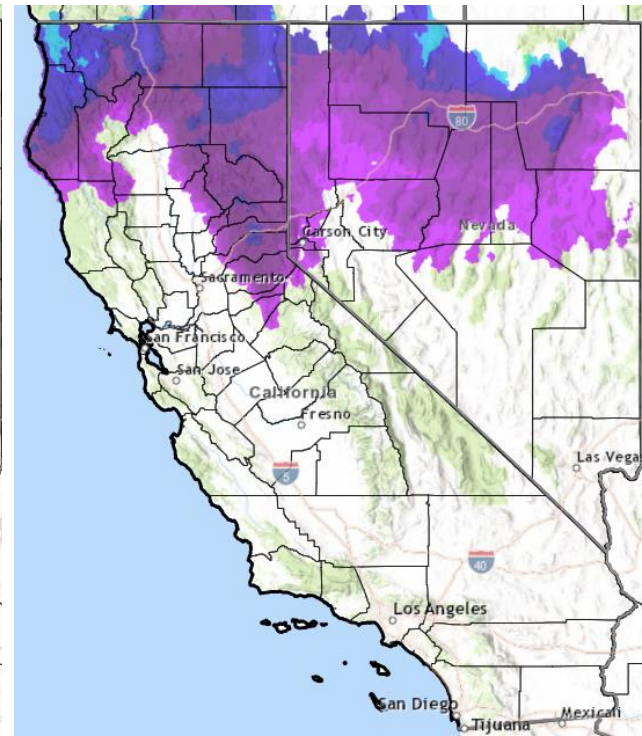 80
Carson City
Nevada
Sacramento
San Francisco
San Jose
California
Fresno
5
Las Vega
40
Los Angeles
San Diego
Tijuana
Mexicali